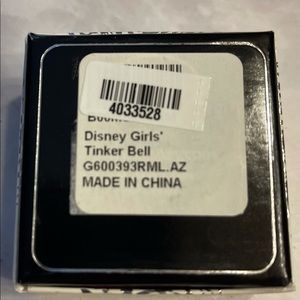 4033528
Disney Girls'
Tinker Bell
G600393RML.AZ
MADE IN CHINA